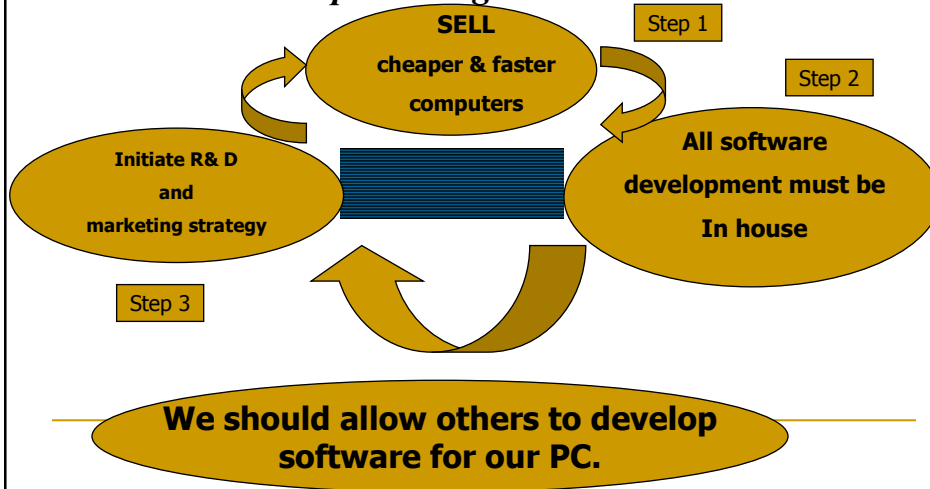 SELL
cheaper & faster
computers
Step 1
Step 2
All software
development must be
In house
Initiate R& D
and
marketing strategy
Step 3
We should allow others to develop
software for our PC.